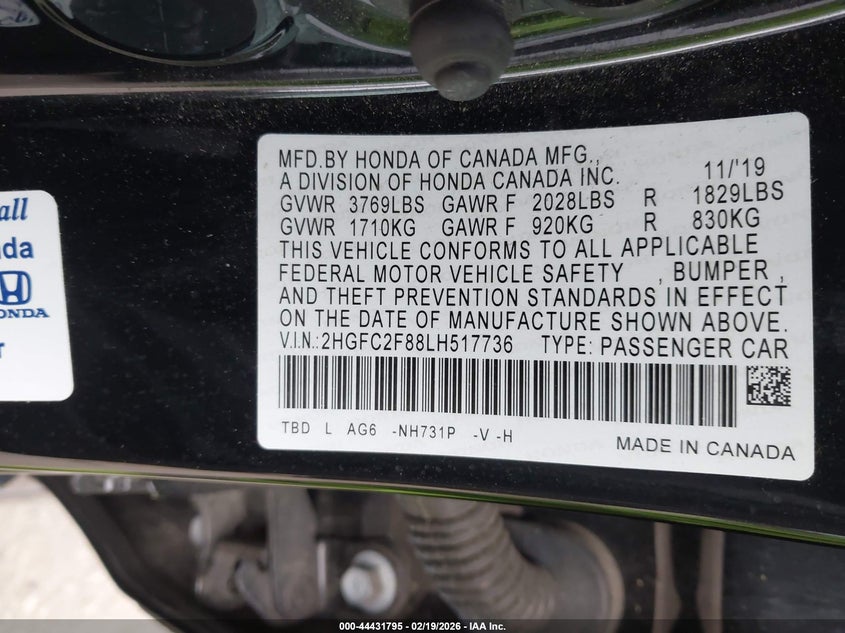 MFD.BY HONDA OF CANADA MFG.,
A DIVISION OF HONDA CANADA INC. 11/'19
GVWR 3769LBS GAWR F 2028LBS R 1829LBS
GVWR 1710KG GAWR F 920KG R 830KG
THIS VEHICLE CONFORMS TO ALL APPLICABLE
FEDERAL MOTOR VEHICLE SAFETY , BUMPER ,
AND THEFT PREVENTION STANDARDS IN EFFECT
ON THE DATE OF MANUFACTURE SHOWN ABOVE.
V.I.N.:2HGFC2F88LH517736 TYPE: PASSENGER CAR
TBD L AG6 -NH731P -V -H
MADE IN CANADA
all
nda
HONDA
r
000-44431795 - 02/19/2026 - IAA Inc.